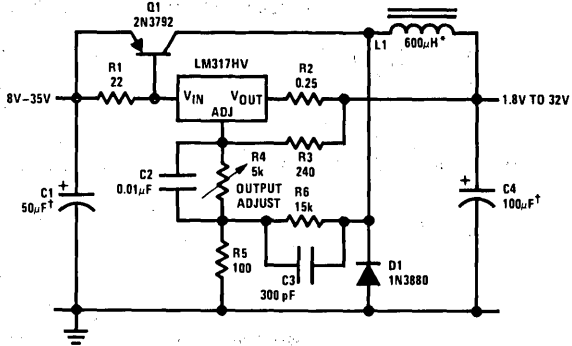 Q1
2N3792
L1
600μH*
R1
22
LM317HV
R2
0.25
8V–35V
VIN
VOUT
ADJ
1.8V TO 32V
R3
240
R4
5k
OUTPUT
ADJUST
C2
0.01μF
C1
50μF†
R6
15k
C4
100μF†
R5
100
C3
300 pF
D1
1N3880